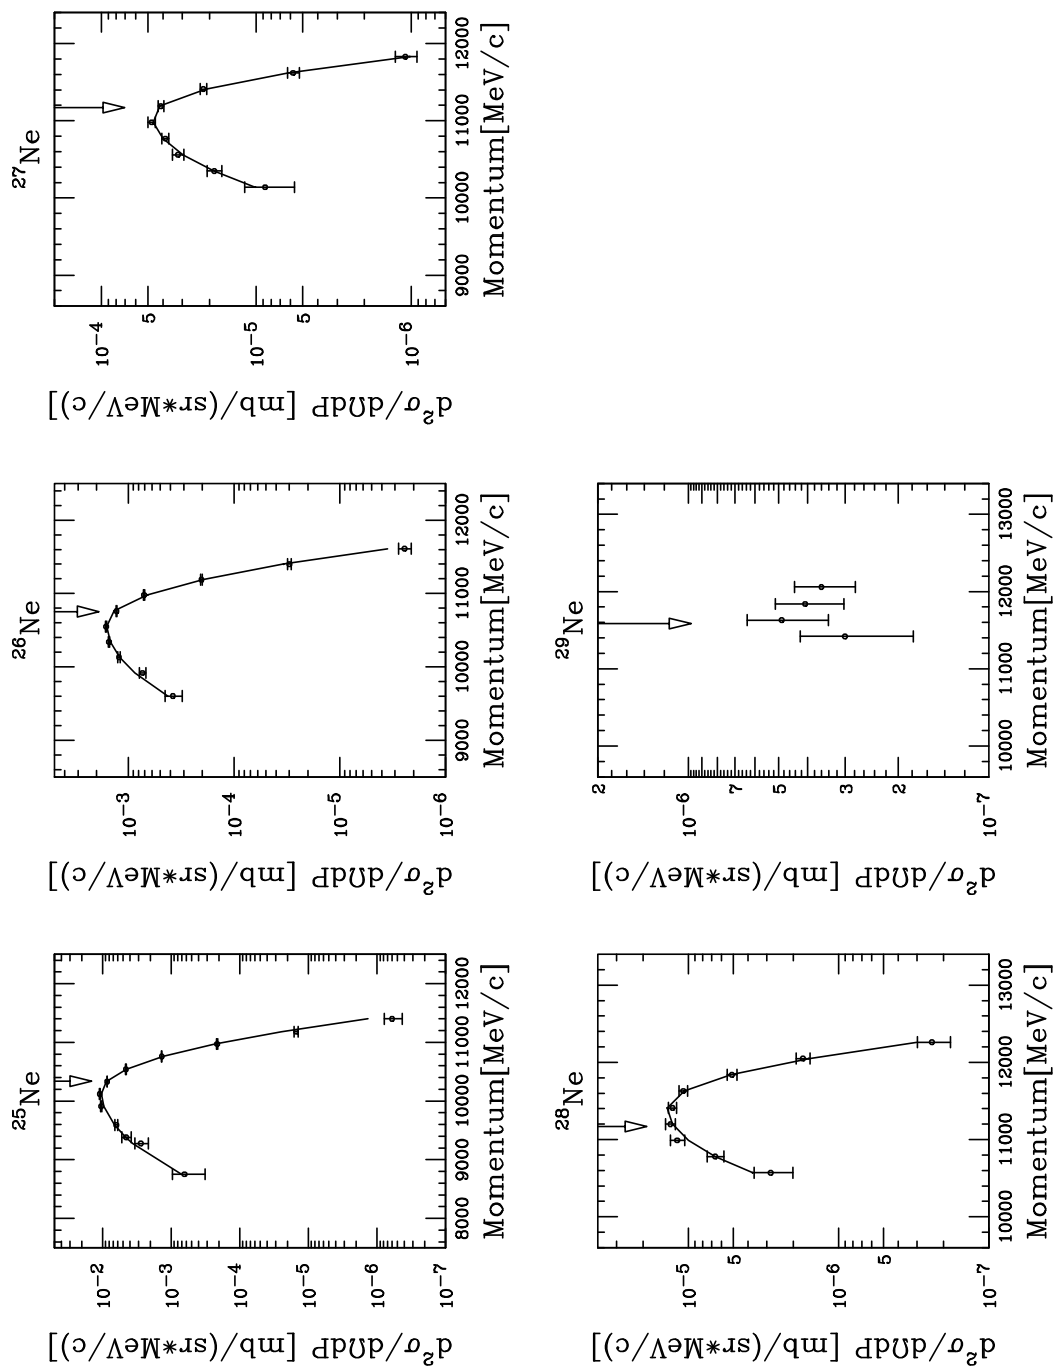 ²⁵Ne
d²σ/dΩdP [mb/(sr*MeV/c)]
10⁻²
10⁻³
10⁻⁴
10⁻⁵
10⁻⁶
10⁻⁷
8000 9000 10000 11000 12000
Momentum[MeV/c]
²⁶Ne
d²σ/dΩdP [mb/(sr*MeV/c)]
10⁻³
10⁻⁴
10⁻⁵
10⁻⁶
9000 10000 11000 12000
Momentum[MeV/c]
²⁷Ne
d²σ/dΩdP [mb/(sr*MeV/c)]
10⁻⁴
5
10⁻⁵
5
10⁻⁶
9000 10000 11000 12000
Momentum[MeV/c]
²⁸Ne
d²σ/dΩdP [mb/(sr*MeV/c)]
10⁻⁵
5
10⁻⁶
5
10⁻⁷
10000 11000 12000 13000
Momentum[MeV/c]
²⁹Ne
d²σ/dΩdP [mb/(sr*MeV/c)]
2
10⁻⁶
7
5
3
2
10⁻⁷
10000 11000 12000 13000
Momentum[MeV/c]